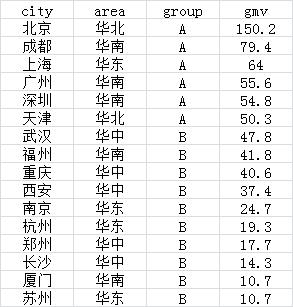 city area group gmv
北京 华北 A 150.2
成都 华南 A 79.4
上海 华东 A 64
广州 华南 A 55.6
深圳 华南 A 54.8
天津 华北 A 50.3
武汉 华中 B 47.8
福州 华南 B 41.8
重庆 华中 B 40.6
西安 华中 B 37.4
南京 华东 B 24.7
杭州 华东 B 19.3
郑州 华中 B 17.7
长沙 华中 B 14.3
厦门 华南 B 10.7
苏州 华东 B 10.7